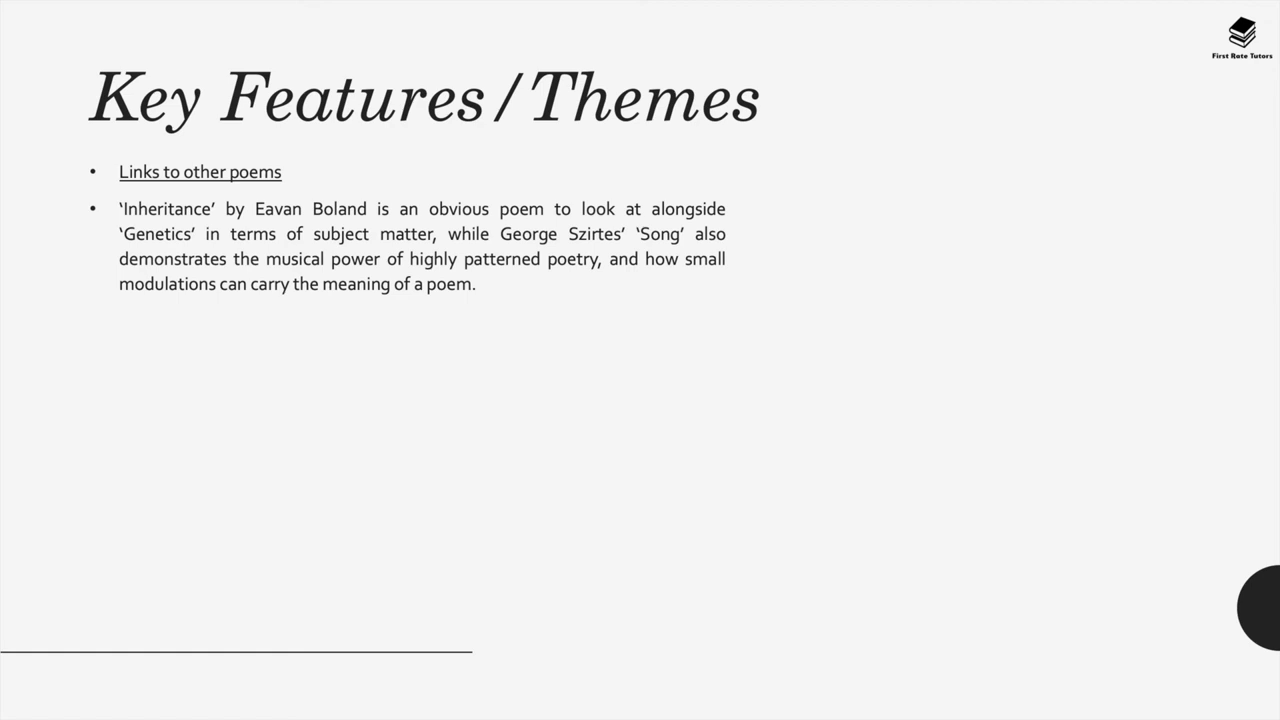 First Rate Tutors
Key Features/Themes
• Links to other poems
• ‘Inheritance’ by Eavan Boland is an obvious poem to look at alongside
‘Genetics’ in terms of subject matter, while George Szirtes’ ‘Song’ also
demonstrates the musical power of highly patterned poetry, and how small
modulations can carry the meaning of a poem.